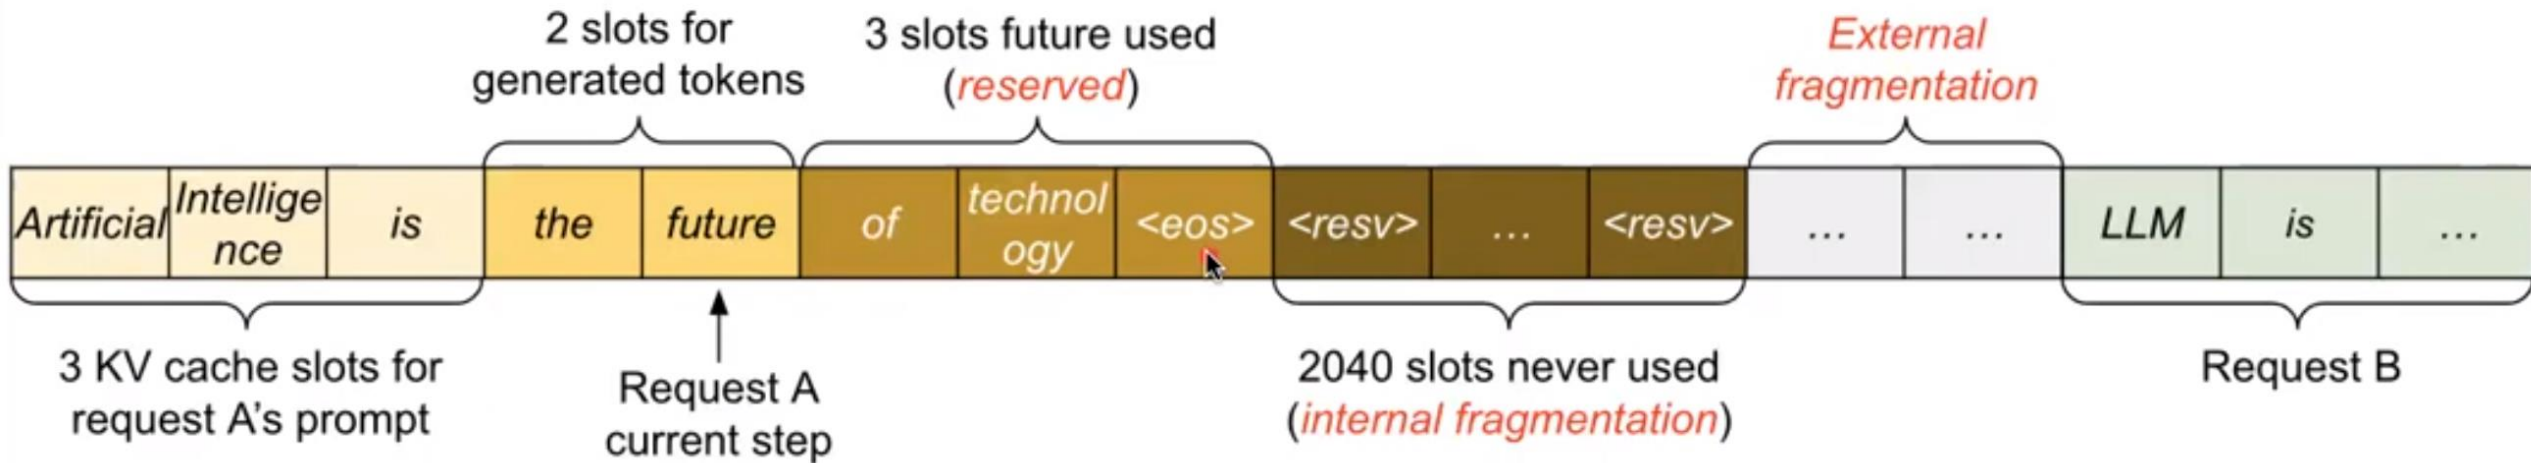 2 slots for
generated tokens
3 slots future used
(reserved)
External
fragmentation
Artificial
Intellige
nce
is
the
future
of
technol
ogy
<eos>
<resv>
...
<resv>
...
...
LLM
is
...
3 KV cache slots for
request A's prompt
Request A
current step
2040 slots never used
(internal fragmentation)
Request B